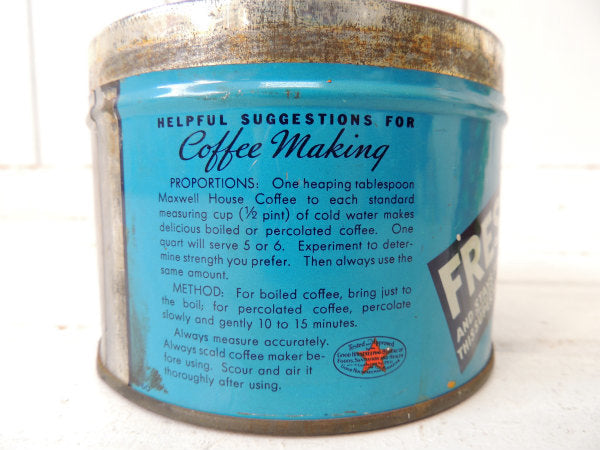 HELPFUL SUGGESTIONS FOR
Coffee Making
PROPORTIONS: One heaping tablespoon
Maxwell House Coffee to each standard
measuring cup (½ pint) of cold water makes
delicious boiled or percolated coffee. One
quart will serve 5 or 6. Experiment to deter-
mine strength you prefer. Then always use the
same amount.
METHOD: For boiled coffee, bring just to
the boil; for percolated coffee, percolate
slowly and gently 10 to 15 minutes.
Always measure accurately.
Always scald coffee maker be-
fore using. Scour and air it
thoroughly after using.
Tested and Approved
FRES
AND